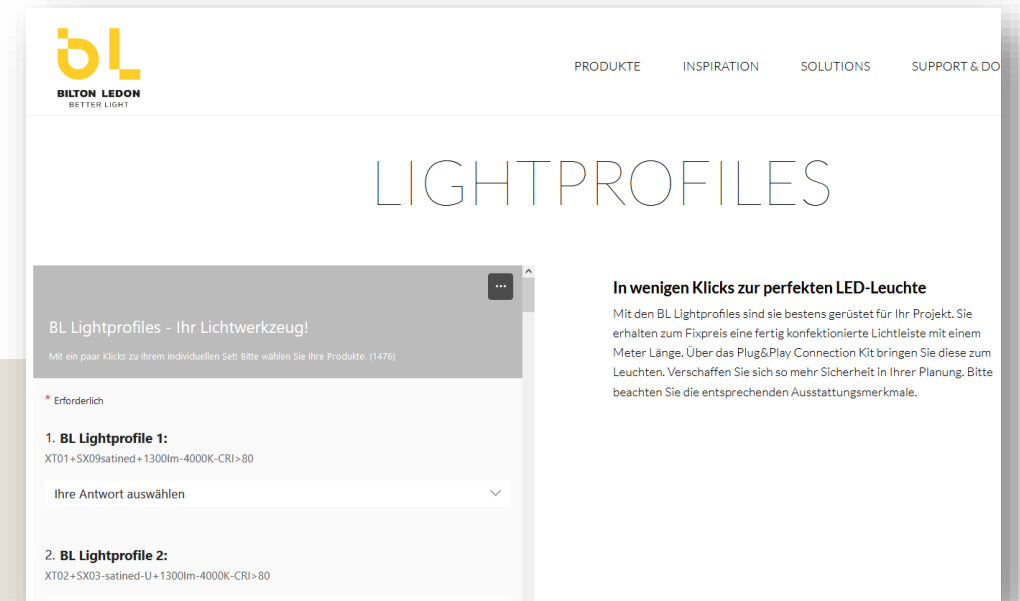 bL
BILTON LEDON
BETTER LIGHT
PRODUKTE INSPIRATION SOLUTIONS SUPPORT & DO
LIGHTPROFILES
...
BL Lightprofiles - Ihr Lichtwerkzeug!
Mit ein paar Klicks zu Ihrem individuellen Set! Bitte wählen Sie Ihre Produkte. (1476)
* Erforderlich
1. BL Lightprofile 1:
XT01+SX09satined+1300lm-4000K-CRI>80
Ihre Antwort auswählen
2. BL Lightprofile 2:
XT02+SX03-satined-U+1300lm-4000K-CRI>80
In wenigen Klicks zur perfekten LED-Leuchte
Mit den BL Lightprofiles sind sie bestens gerüstet für Ihr Projekt. Sie
erhalten zum Fixpreis eine fertig konfektionierte Lichtleiste mit einem
Meter Länge. Über das Plug&Play Connection Kit bringen Sie diese zum
Leuchten. Verschaffen Sie sich so mehr Sicherheit in Ihrer Planung. Bitte
beachten Sie die entsprechenden Ausstattungsmerkmale.